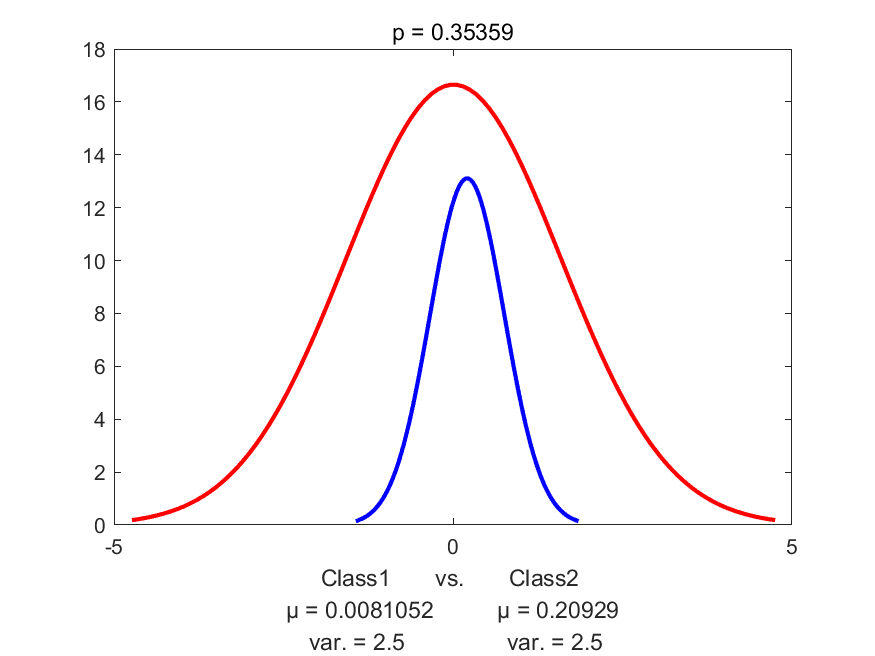 p = 0.35359
18
16
14
12
10
8
6
4
2
0
-5 0 5
Class1 vs. Class2
μ = 0.0081052 μ = 0.20929
var. = 2.5 var. = 2.5